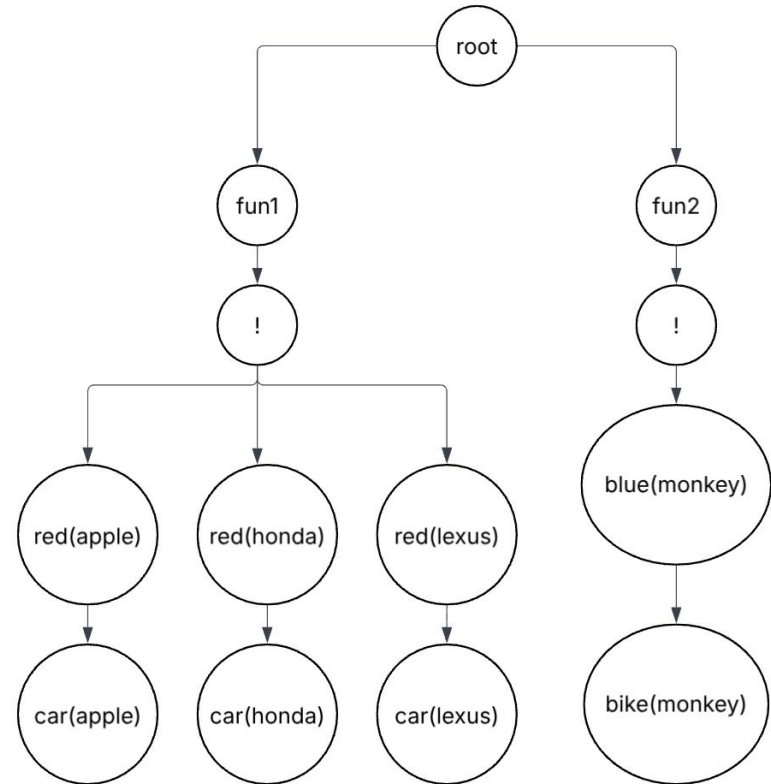 root
fun1
fun2
!
!
blue(monkey)
red(apple)
red(honda)
red(lexus)
car(apple)
car(honda)
car(lexus)
bike(monkey)